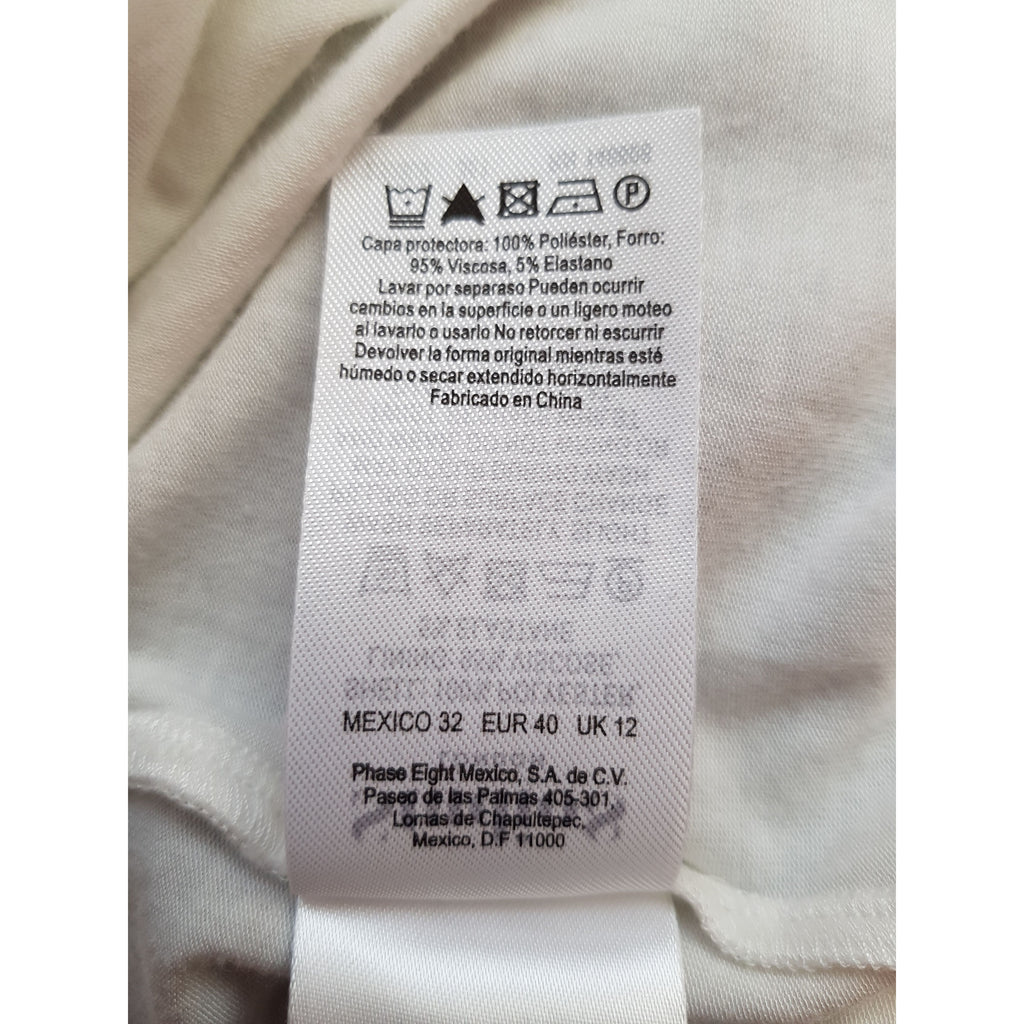 P
Capa protectora: 100% Poliéster, Forro:
95% Viscosa, 5% Elastano
Lavar por separaso Pueden ocurrir
cambios en la superficie o un ligero moteo
al lavarlo o usarlo No retorcer ni escurrir
Devolver la forma original mientras esté
húmedo o secar extendido horizontalmente
Fabricado en China
MEXICO 32 EUR 40 UK 12
Phase Eight Mexico, S.A. de C.V.
Paseo de las Palmas 405-301,
Lomas de Chapultepec,
Mexico, D.F 11000